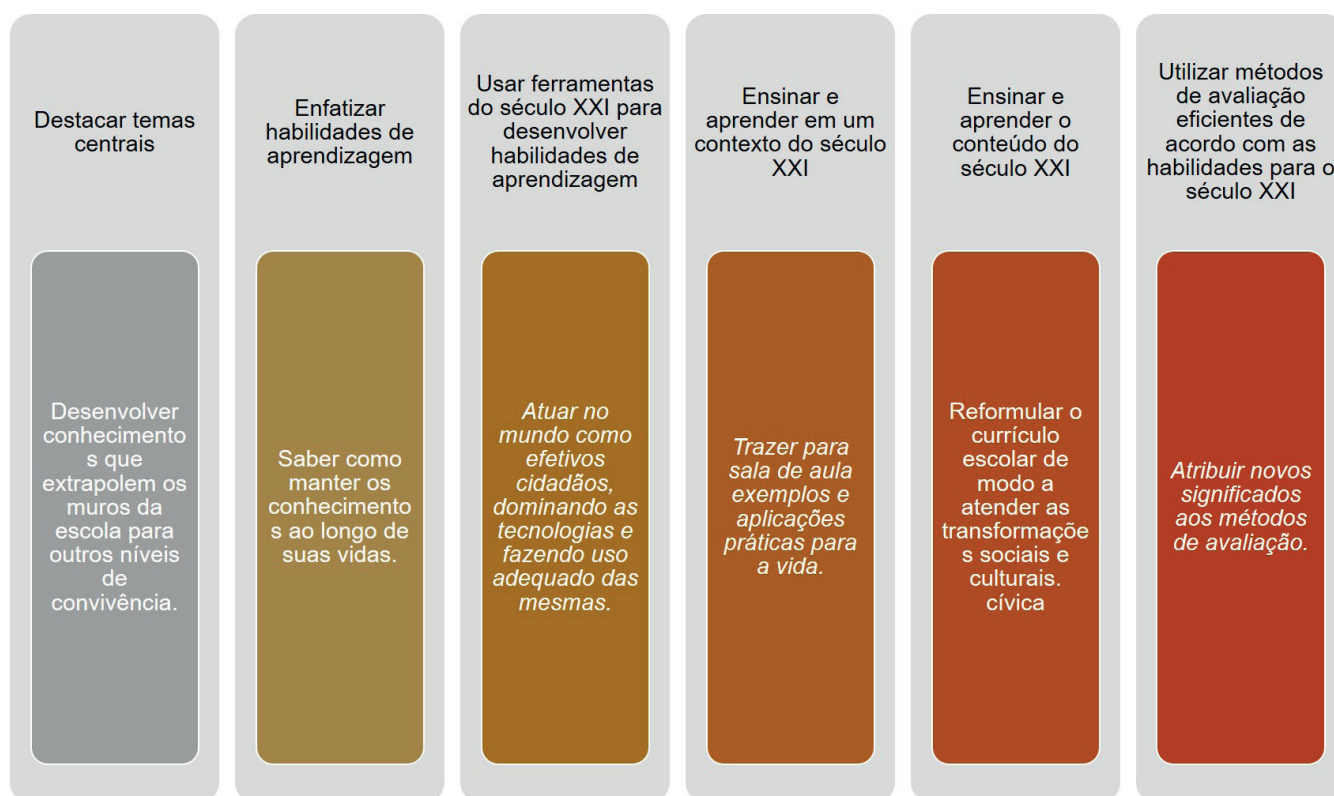 Destacar temas
centrais
Desenvolver
conhecimento
s que
extrapolem os
muros da
escola para
outros níveis
de
convivência.
Enfatizar
habilidades de
aprendizagem
Saber como
manter os
conhecimento
s ao longo de
suas vidas.
Usar ferramentas
do século XXI para
desenvolver
habilidades de
aprendizagem
Atuar no
mundo como
efetivos
cidadãos,
dominando as
tecnologias e
fazendo uso
adequado das
mesmas.
Ensinar e
aprender em um
contexto do século
XXI
Trazer para
sala de aula
exemplos e
aplicações
práticas para
a vida.
Ensinar e
aprender o
conteúdo do
século XXI
Reformular o
currículo
escolar de
modo a
atender as
transformaçõe
s sociais e
culturais.
cívica
Utilizar métodos
de avaliação
eficientes de
acordo com as
habilidades para o
século XXI
Atribuir novos
significados
aos métodos
de avaliação.